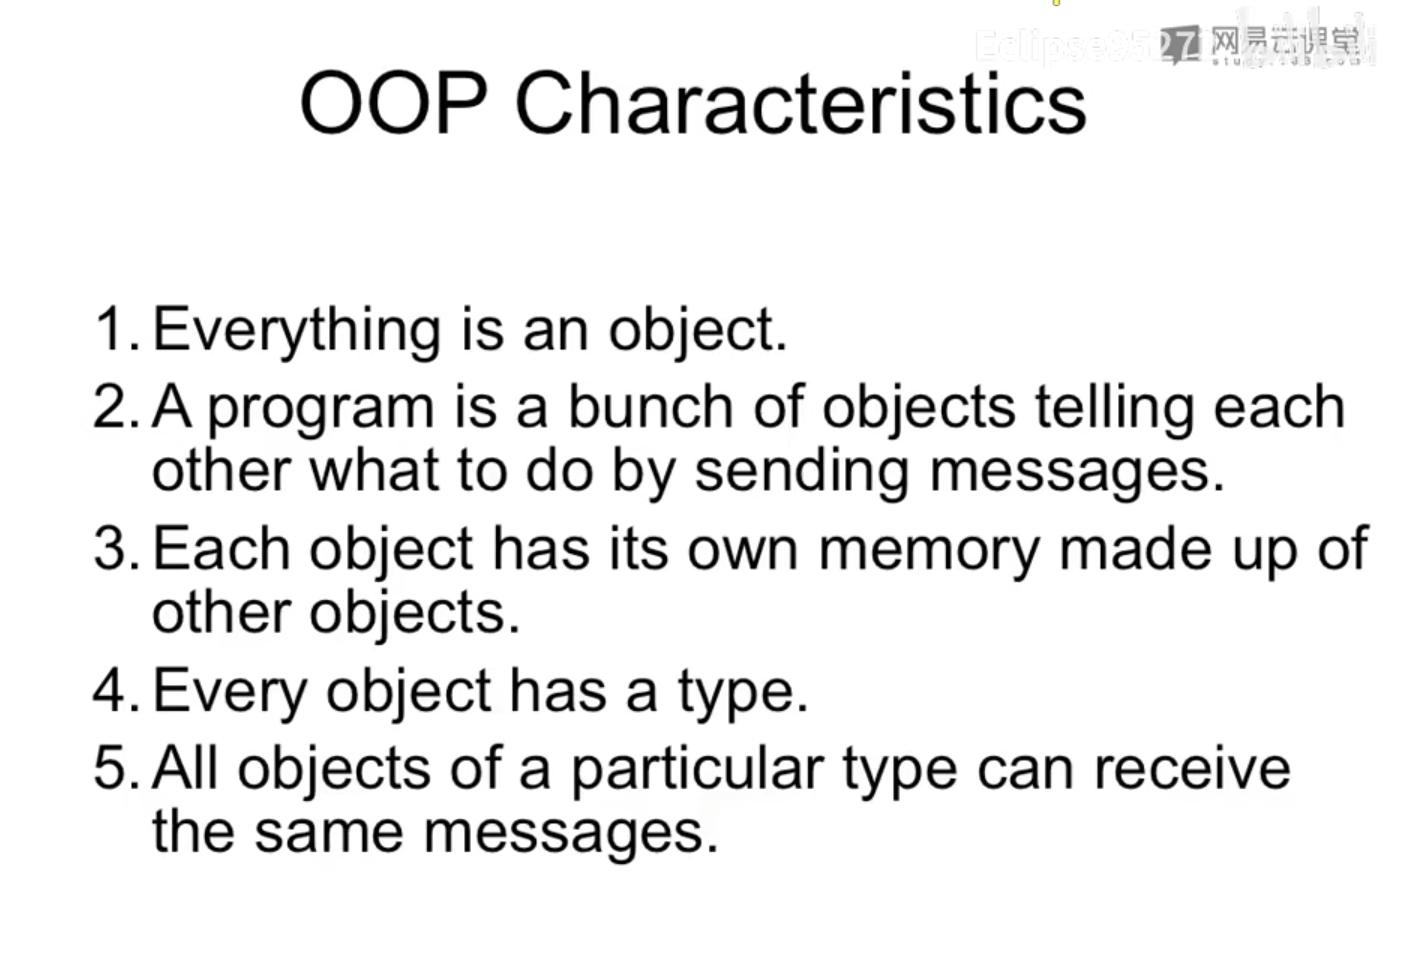 网易云课堂
OOP Characteristics
1. Everything is an object.
2. A program is a bunch of objects telling each
other what to do by sending messages.
3. Each object has its own memory made up of
other objects.
4. Every object has a type.
5. All objects of a particular type can receive
the same messages.